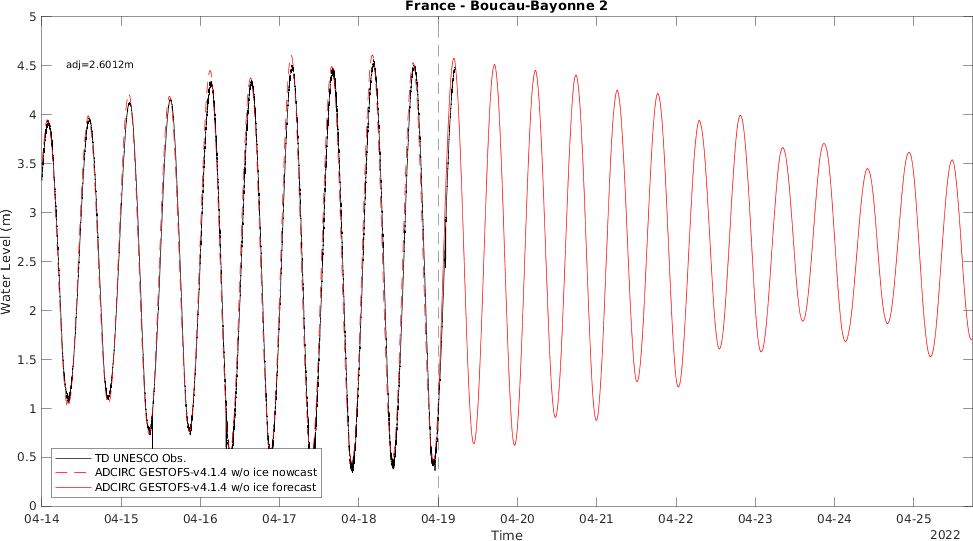 France - Boucau-Bayonne 2
5
4.5
4
3.5
3
2.5
2
1.5
1
0.5
0
Water Level (m)
adj=2.6012m
TD UNESCO Obs.
ADCIRC GESTOFS-v4.1.4 w/o ice nowcast
ADCIRC GESTOFS-v4.1.4 w/o ice forecast
04-14 04-15 04-16 04-17 04-18 04-19 04-20 04-21 04-22 04-23 04-24 04-25
Time
2022